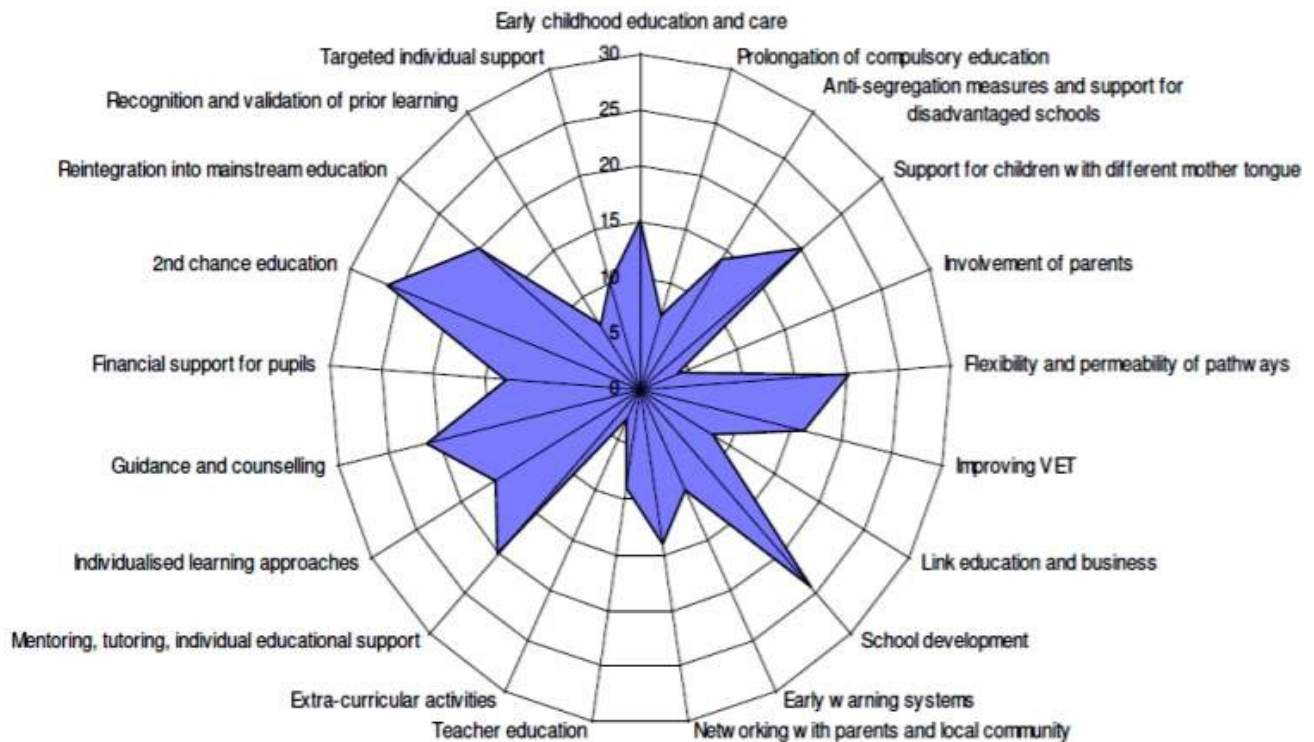 Early childhood education and care
Targeted individual support
30
Prolongation of compulsory education
Recognition and validation of prior learning
25
Anti-segregation measures and support for
disadvantaged schools
Reintegration into mainstream education
20
Support for children with different mother tongue
15
2nd chance education
10
Involvement of parents
5
Financial support for pupils
0
Flexibility and permeability of pathways
Guidance and counselling
Improving VET
Individualised learning approaches
Link education and business
Mentoring, tutoring, individual educational support
School development
Extra-curricular activities
Early warning systems
Teacher education
Networking with parents and local community